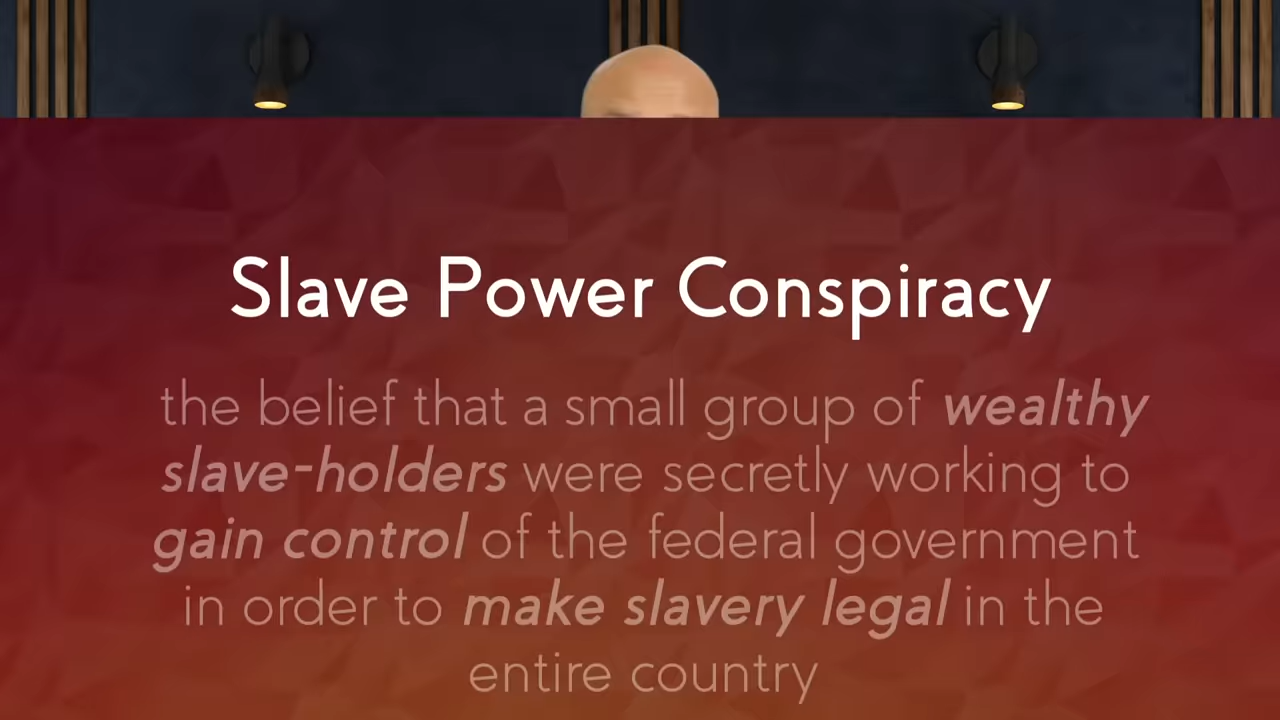 Slave Power Conspiracy
the belief that a small group of wealthy
slave-holders were secretly working to
gain control of the federal government
in order to make slavery legal in the
entire country